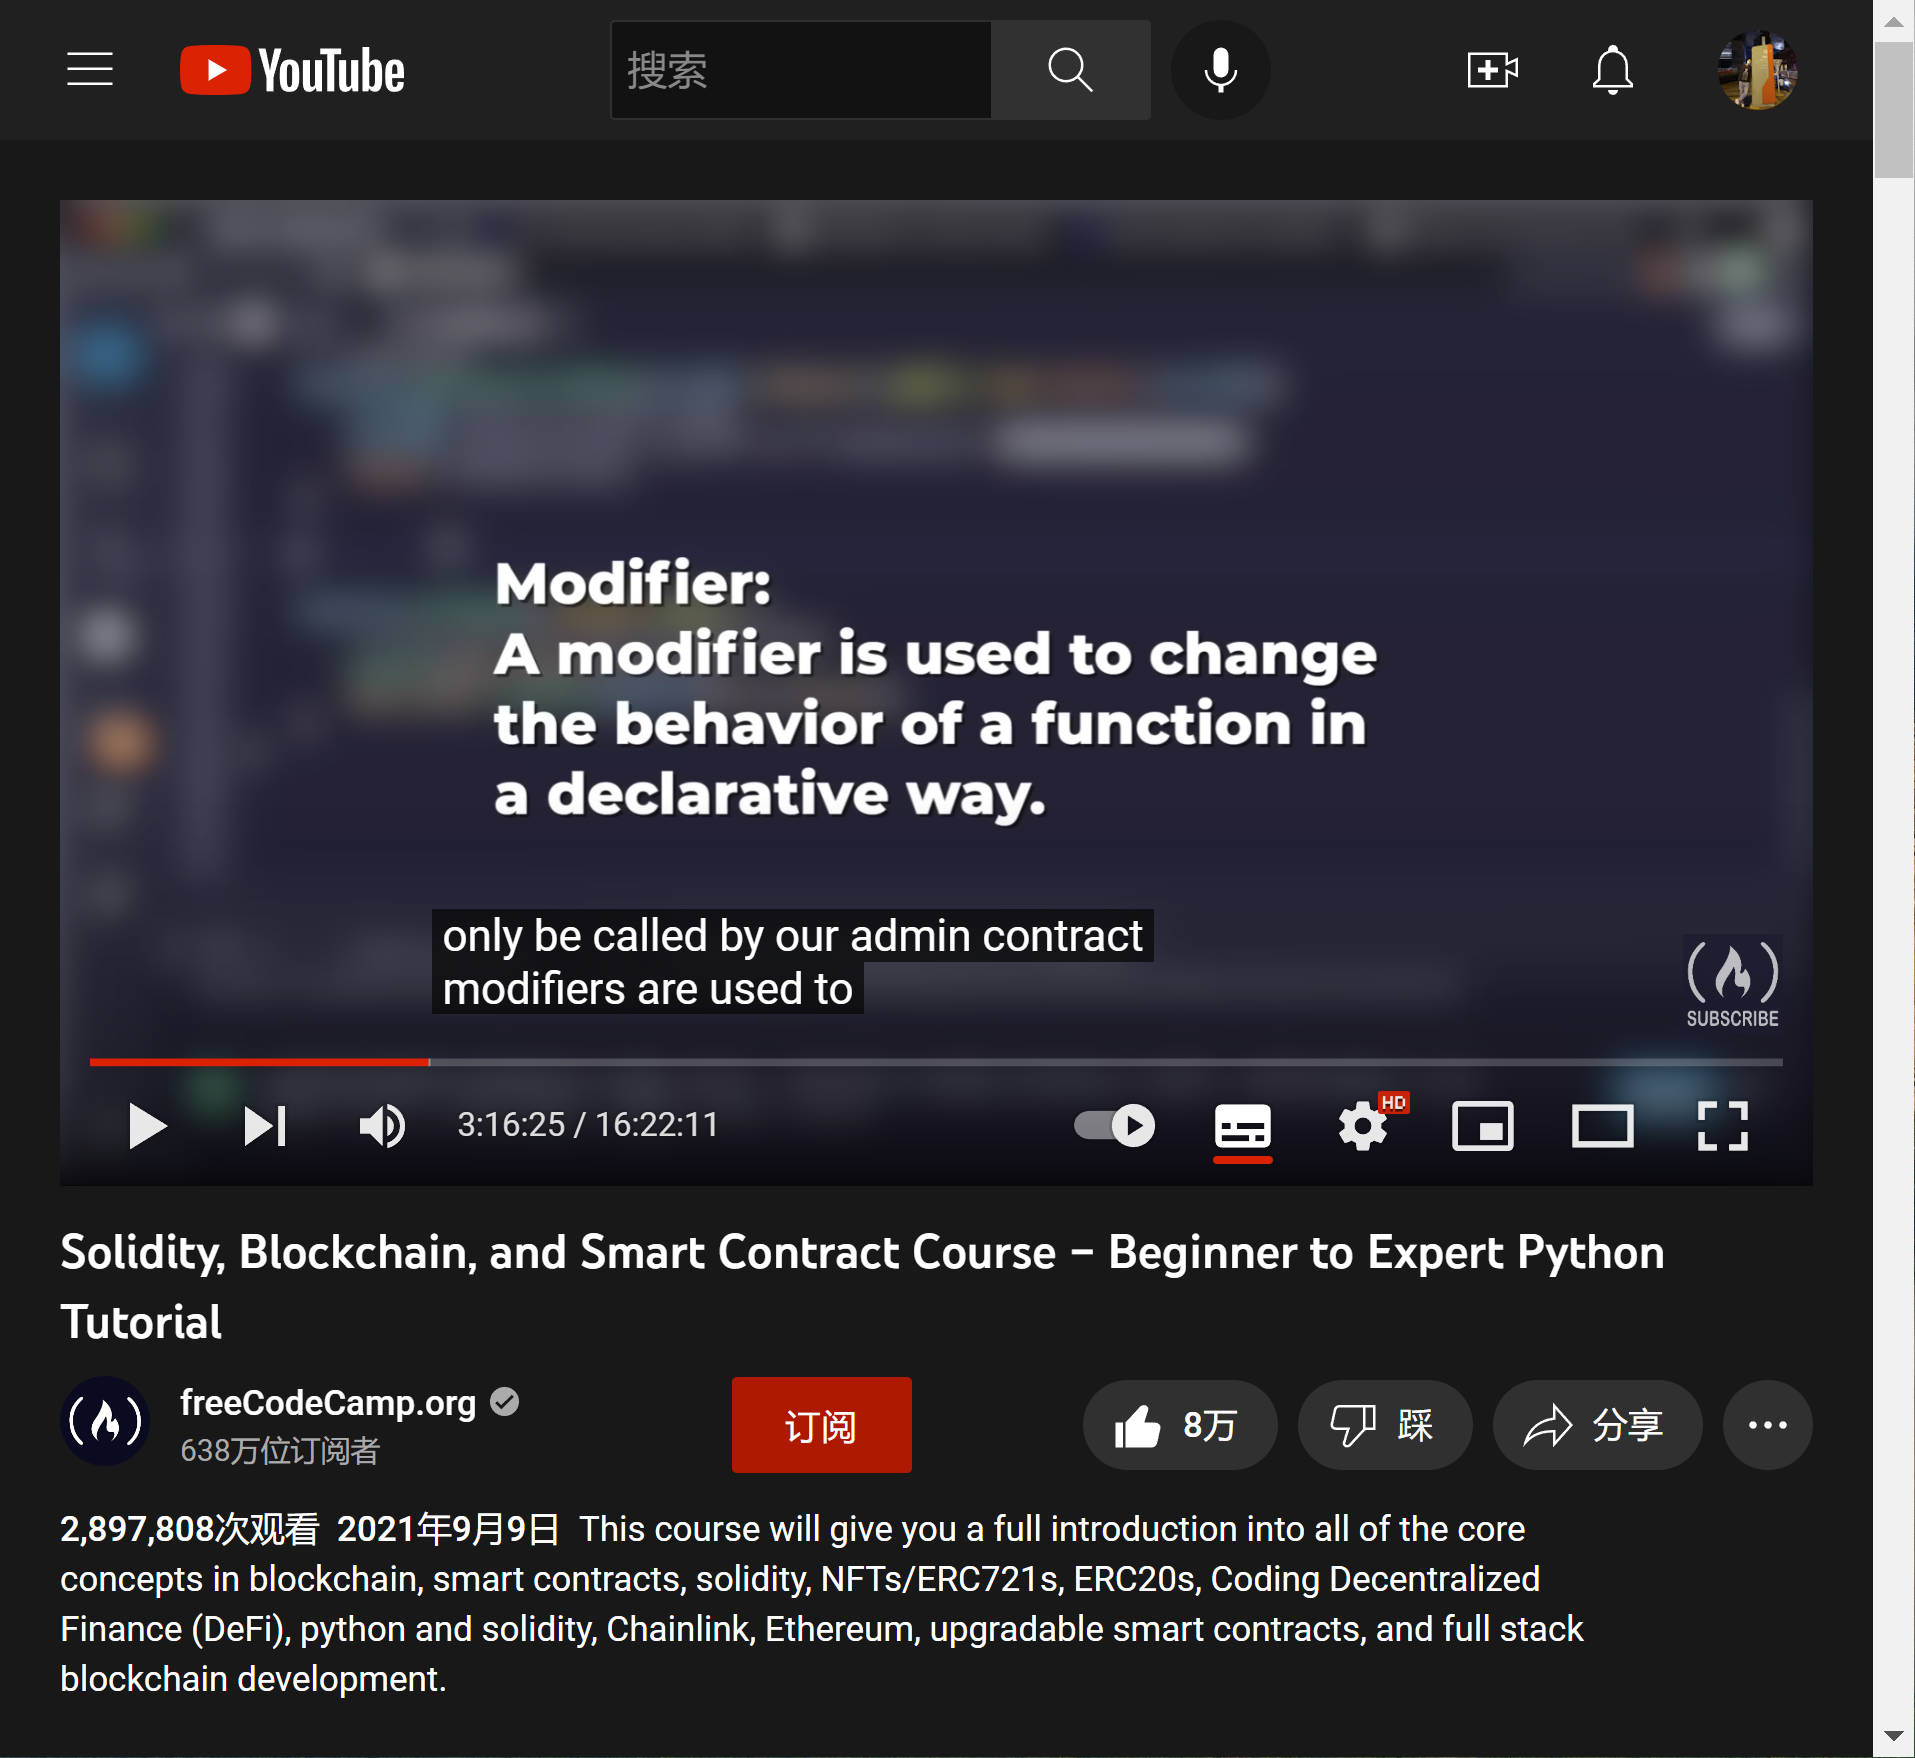 YouTube
搜索
Modifier:
A modifier is used to change
the behavior of a function in
a declarative way.
only be called by our admin contract
modifiers are used to
SUBSCRIBE
3:16:25 / 16:22:11
HD
Solidity, Blockchain, and Smart Contract Course – Beginner to Expert Python
Tutorial
freeCodeCamp.org
638万位订阅者
订阅
8万
踩
分享
2,897,808次观看 2021年9月9日 This course will give you a full introduction into all of the core
concepts in blockchain, smart contracts, solidity, NFTs/ERC721s, ERC20s, Coding Decentralized
Finance (DeFi), python and solidity, Chainlink, Ethereum, upgradable smart contracts, and full stack
blockchain development.